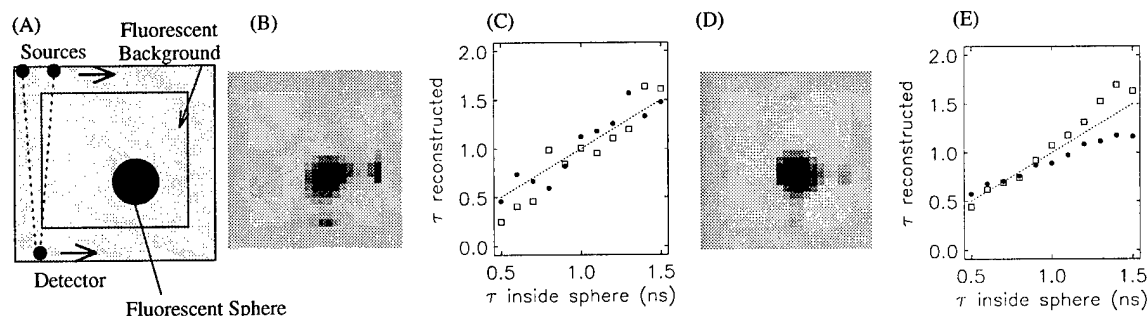 (A)
Fluorescent
Sources Background
Detector
Fluorescent Sphere
(B)
(C)
2.0
1.5
1.0
0.5
0.0
τ reconstructed
0.5 1.0 1.5
τ inside sphere (ns)
(D)
(E)
2.0
1.5
1.0
0.5
0.0
τ reconstructed
0.5 1.0 1.5
τ inside sphere (ns)